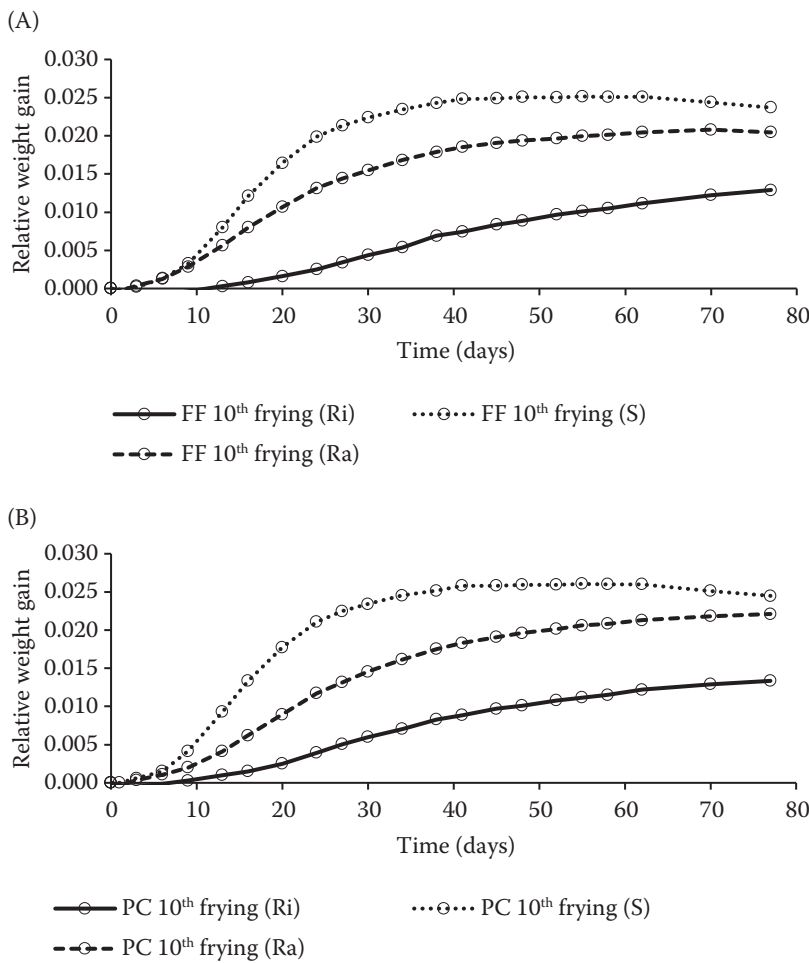 (A)
Relative weight gain
0.030
0.025
0.020
0.015
0.010
0.005
0.000
0 10 20 30 40 50 60 70 80
Time (days)
FF 10th frying (Ri) FF 10th frying (S)
FF 10th frying (Ra)
(B)
Relative weight gain
0.030
0.025
0.020
0.015
0.010
0.005
0.000
0 10 20 30 40 50 60 70 80
Time (days)
PC 10th frying (Ri) PC 10th frying (S)
PC 10th frying (Ra)